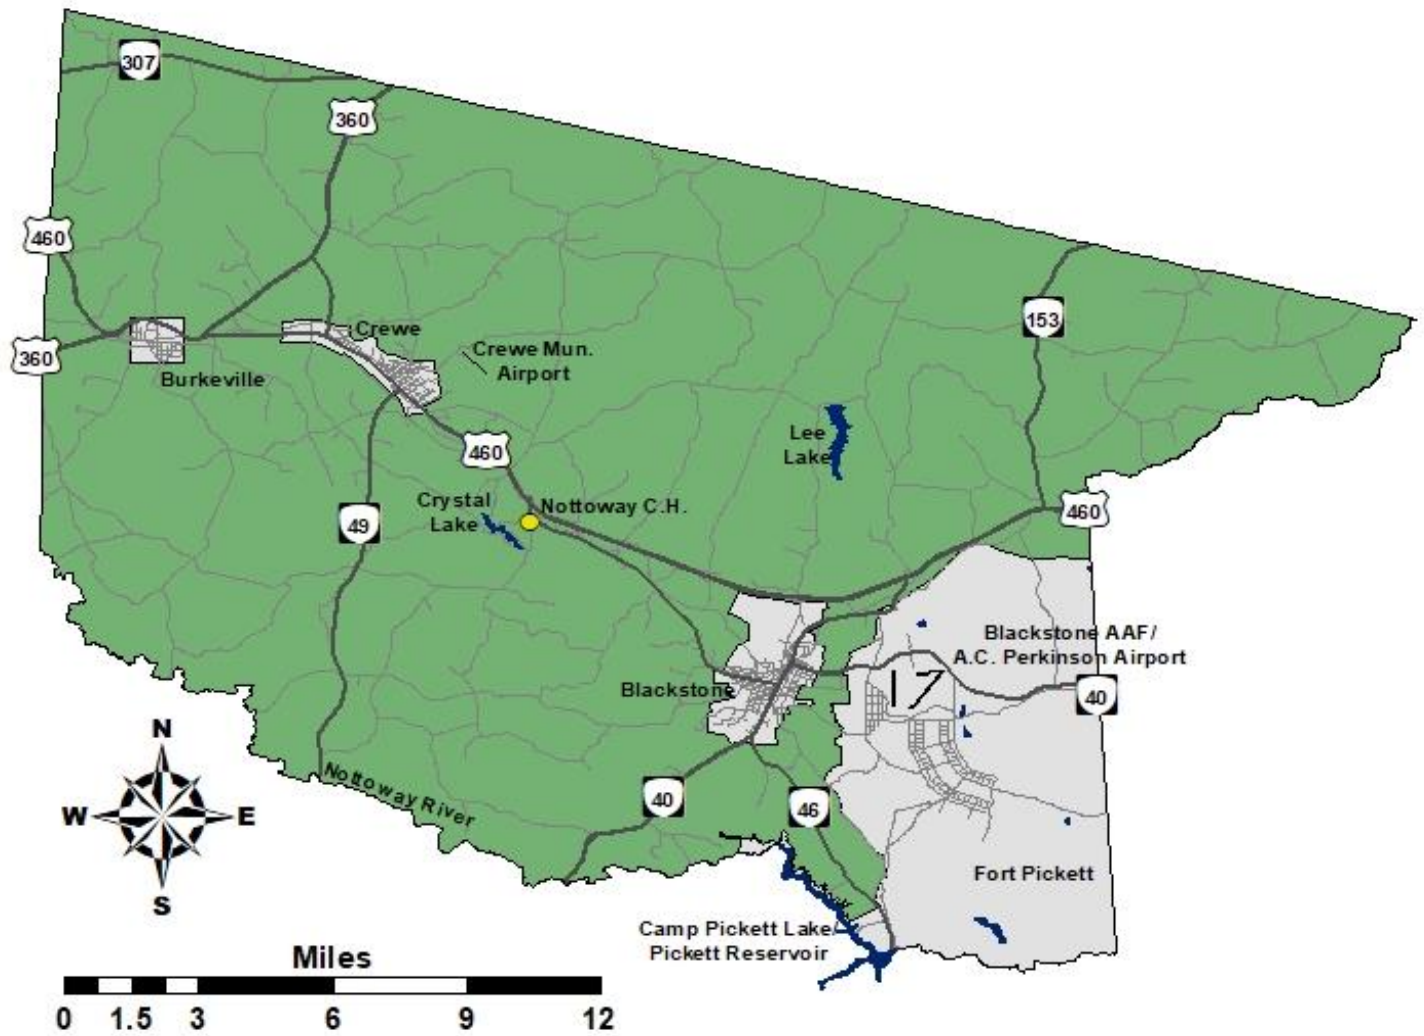 307
360
460
360
Burkeville
Crewe
Crewe Mun.
Airport
153
Lee
Lake
460
Crystal
Lake
Nottoway C.H.
49
460
Blackstone AAF/
A.C. Perkinson Airport
Blackstone
40
N
W E
S
Nottoway River
40
46
Fort Pickett
Camp Pickett Lake/
Pickett Reservoir
Miles
0 1.5 3 6 9 12